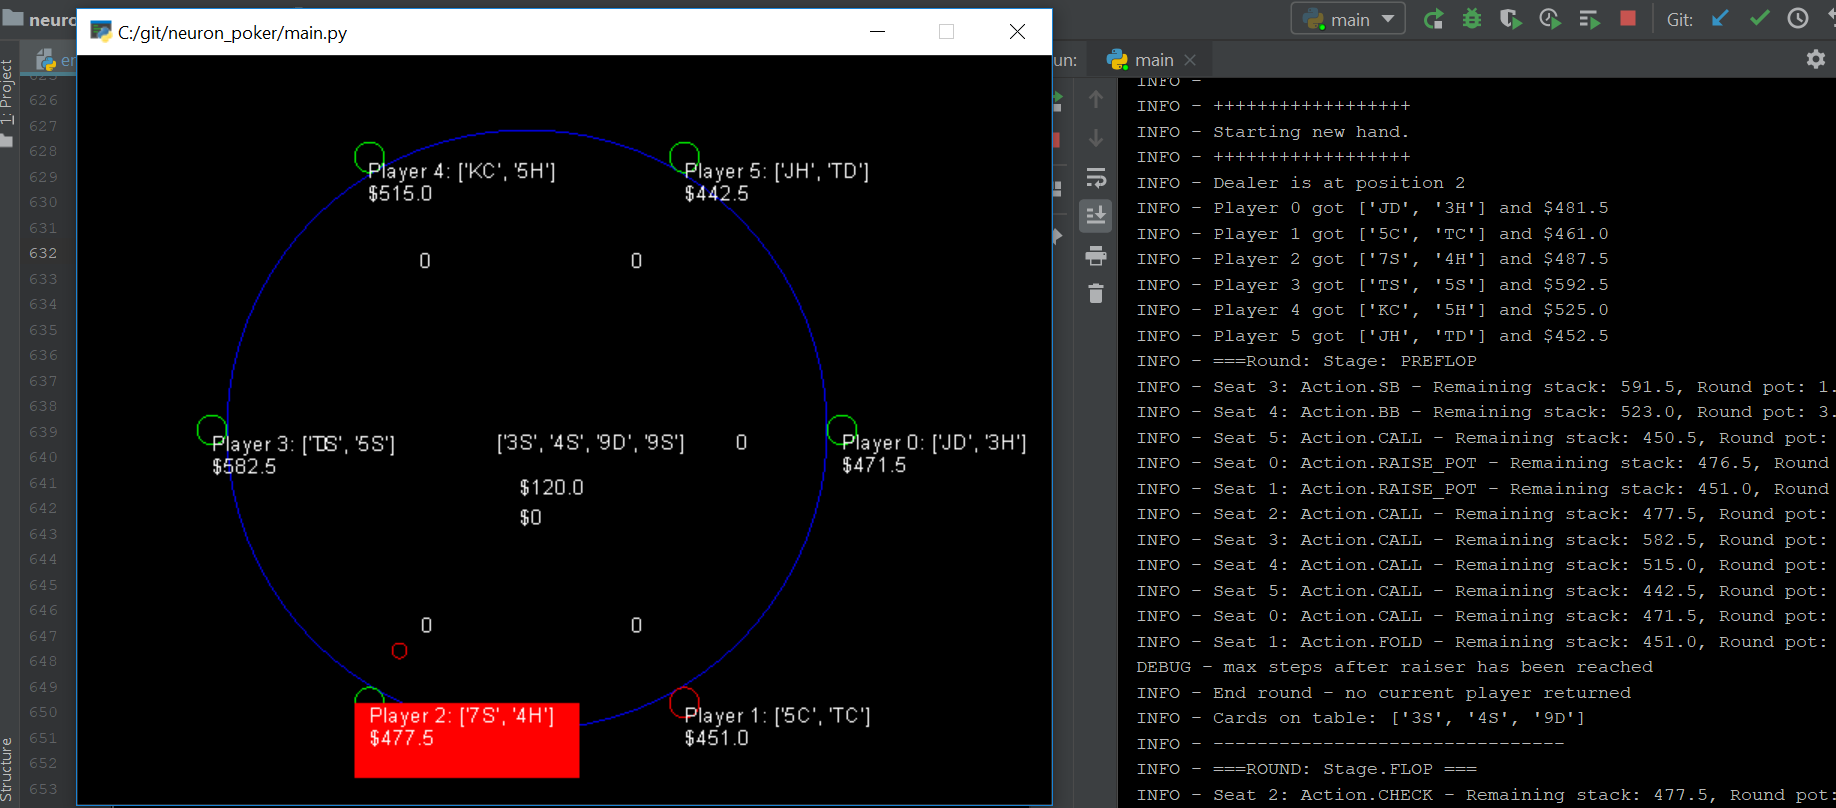 neuro
C:/git/neuron_poker/main.py
main
Git:
1: Project
en
un:
main
626
627
628
629
630
631
632
633
634
635
636
637
638
639
640
641
642
643
644
645
646
647
648
649
650
651
652
653
Structure
Player 4: ['KC', '5H']
$515.0
Player 5: ['JH', 'TD']
$442.5
0
0
Player 3: ['TS', '5S']
$582.5
['3S', '4S', '9D', '9S']
0
Player 0: ['JD', '3H']
$471.5
$120.0
$0
0
0
Player 2: ['7S', '4H']
$477.5
Player 1: ['5C', 'TC']
$451.0
INFO -
INFO - ++++++++++++++++++
INFO - Starting new hand.
INFO - ++++++++++++++++++
INFO - Dealer is at position 2
INFO - Player 0 got ['JD', '3H'] and $481.5
INFO - Player 1 got ['5C', 'TC'] and $461.0
INFO - Player 2 got ['7S', '4H'] and $487.5
INFO - Player 3 got ['TS', '5S'] and $592.5
INFO - Player 4 got ['KC', '5H'] and $525.0
INFO - Player 5 got ['JH', 'TD'] and $452.5
INFO - ===Round: Stage: PREFLOP
INFO - Seat 3: Action.SB - Remaining stack: 591.5, Round pot: 1.
INFO - Seat 4: Action.BB - Remaining stack: 523.0, Round pot: 3.
INFO - Seat 5: Action.CALL - Remaining stack: 450.5, Round pot:
INFO - Seat 0: Action.RAISE_POT - Remaining stack: 476.5, Round
INFO - Seat 1: Action.RAISE_POT - Remaining stack: 451.0, Round
INFO - Seat 2: Action.CALL - Remaining stack: 477.5, Round pot:
INFO - Seat 3: Action.CALL - Remaining stack: 582.5, Round pot:
INFO - Seat 4: Action.CALL - Remaining stack: 515.0, Round pot:
INFO - Seat 5: Action.CALL - Remaining stack: 442.5, Round pot:
INFO - Seat 0: Action.CALL - Remaining stack: 471.5, Round pot:
INFO - Seat 1: Action.FOLD - Remaining stack: 451.0, Round pot:
DEBUG - max steps after raiser has been reached
INFO - End round - no current player returned
INFO - Cards on table: ['3S', '4S', '9D']
INFO - --------------------------------
INFO - ===ROUND: Stage.FLOP ===
INFO - Seat 2: Action.CHECK - Remaining stack: 477.5, Round pot: